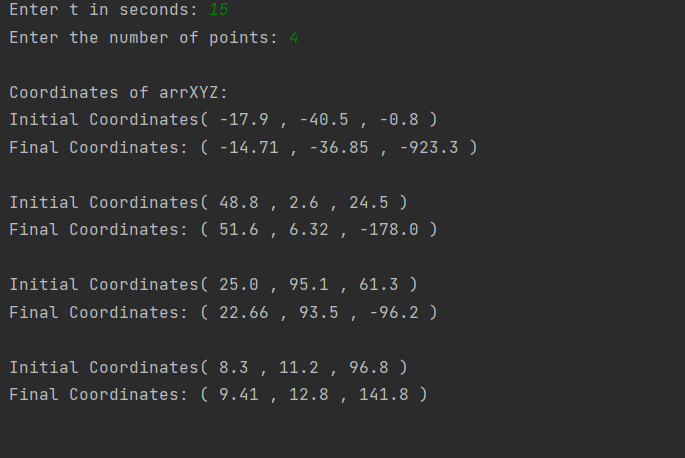 Enter t in seconds: 15
Enter the number of points: 4
Coordinates of arrXYZ:
Initial Coordinates( -17.9 , -40.5 , -0.8 )
Final Coordinates: ( -14.71 , -36.85 , -923.3 )
Initial Coordinates( 48.8 , 2.6 , 24.5 )
Final Coordinates: ( 51.6 , 6.32 , -178.0 )
Initial Coordinates( 25.0 , 95.1 , 61.3 )
Final Coordinates: ( 22.66 , 93.5 , -96.2 )
Initial Coordinates( 8.3 , 11.2 , 96.8 )
Final Coordinates: ( 9.41 , 12.8 , 141.8 )